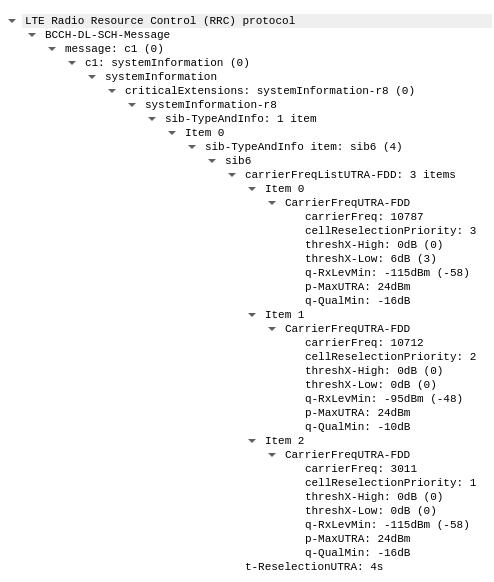 LTE Radio Resource Control (RRC) protocol
BCCH-DL-SCH-Message
message: c1 (0)
c1: systemInformation (0)
systemInformation
criticalExtensions: systemInformation-r8 (0)
systemInformation-r8
sib-TypeAndInfo: 1 item
Item 0
sib-TypeAndInfo item: sib6 (4)
sib6
carrierFreqListUTRA-FDD: 3 items
Item 0
CarrierFreqUTRA-FDD
carrierFreq: 10787
cellReselectionPriority: 3
threshX-High: 0dB (0)
threshX-Low: 6dB (3)
q-RxLevMin: -115dBm (-58)
p-MaxUTRA: 24dBm
q-QualMin: -16dB
Item 1
CarrierFreqUTRA-FDD
carrierFreq: 10712
cellReselectionPriority: 2
threshX-High: 0dB (0)
threshX-Low: 0dB (0)
q-RxLevMin: -95dBm (-48)
p-MaxUTRA: 24dBm
q-QualMin: -10dB
Item 2
CarrierFreqUTRA-FDD
carrierFreq: 3011
cellReselectionPriority: 1
threshX-High: 0dB (0)
threshX-Low: 0dB (0)
q-RxLevMin: -115dBm (-58)
p-MaxUTRA: 24dBm
q-QualMin: -16dB
t-ReselectionUTRA: 4s